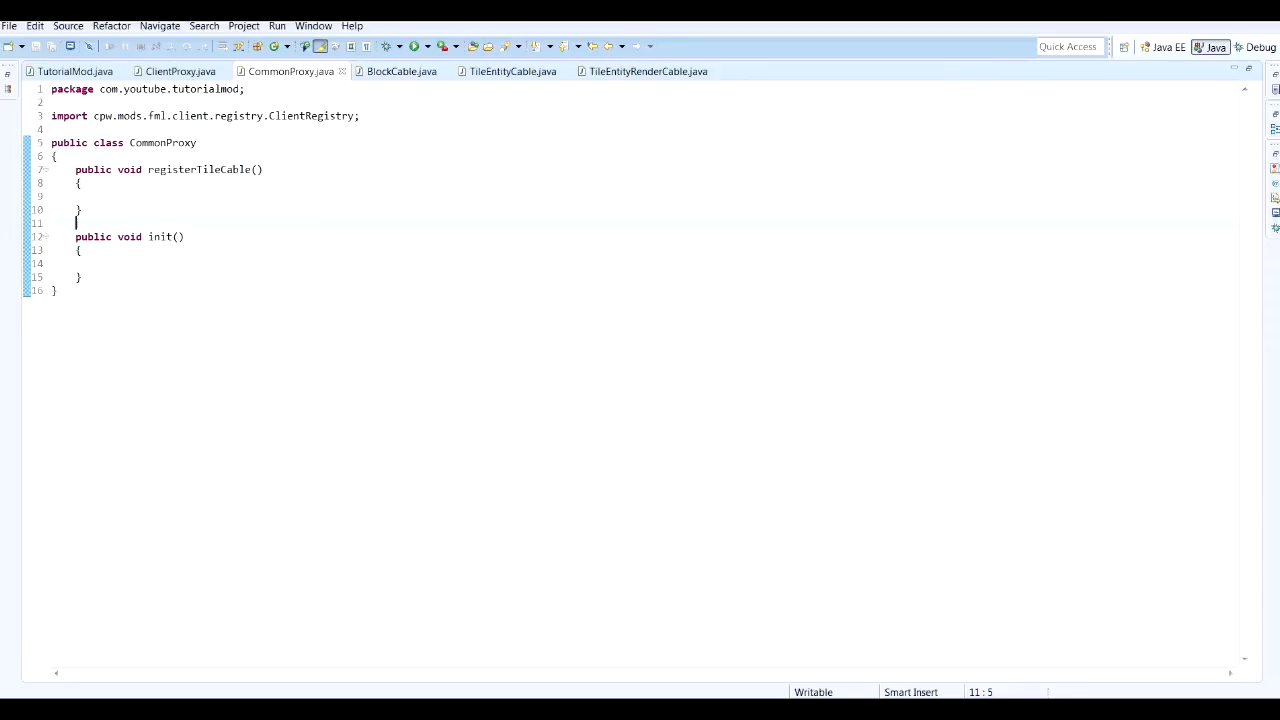 File Edit Source Refactor Navigate Search Project Run Window Help
Quick Access Java EE Java Debug
TutorialMod.java ClientProxy.java CommonProxy.java BlockCable.java TileEntityCable.java TileEntityRenderCable.java
1 package com.youtube.tutorialmod;
2
3 import cpw.mods.fml.client.registry.ClientRegistry;
4
5 public class CommonProxy
6 {
7 public void registerTileCable()
8 {
9
10 }
11
12 public void init()
13 {
14
15 }
16 }
Writable Smart Insert 11 : 5